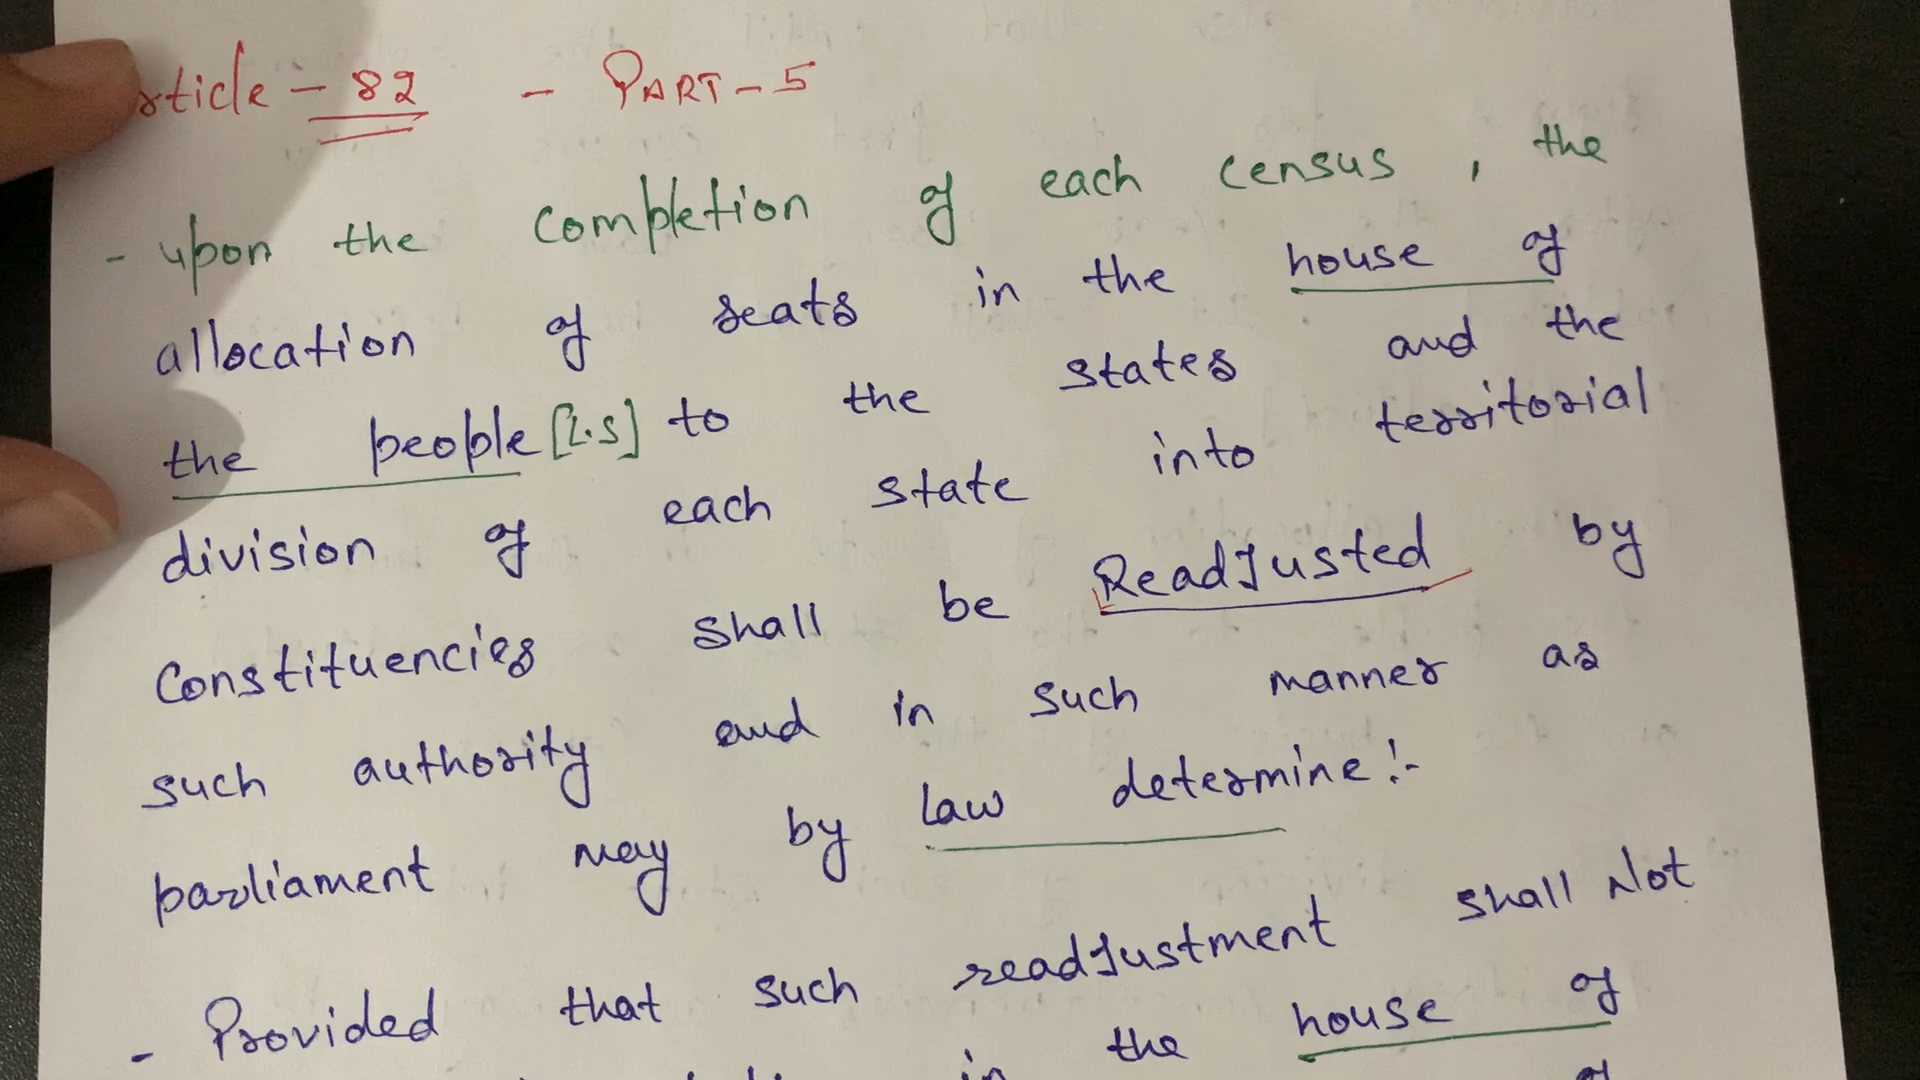 rticle - 82 - PART - 5
- upon the completion of each census, the
allocation of seats in the house of
the people [L.S] to the states and the
division of each state into territorial
Constituencies shall be ReadJusted by
such authority and in such manner as
parliament may by law determine:-
- Provided that such readJustment shall Not
in the house of
of